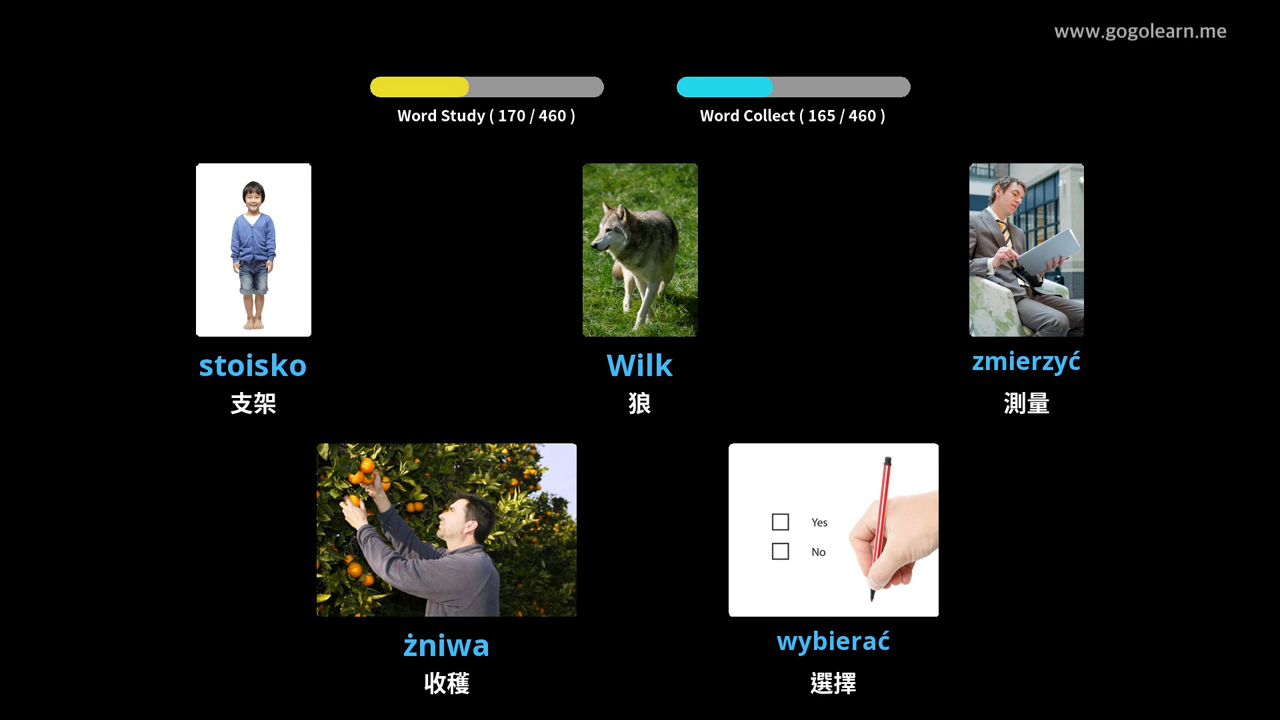 www.gogolearn.me
Word Study ( 170 / 460 )
Word Collect ( 165 / 460 )
stoisko
支架
Wilk
狼
zmierzyć
測量
żniwa
收穫
Yes
No
wybierać
選擇